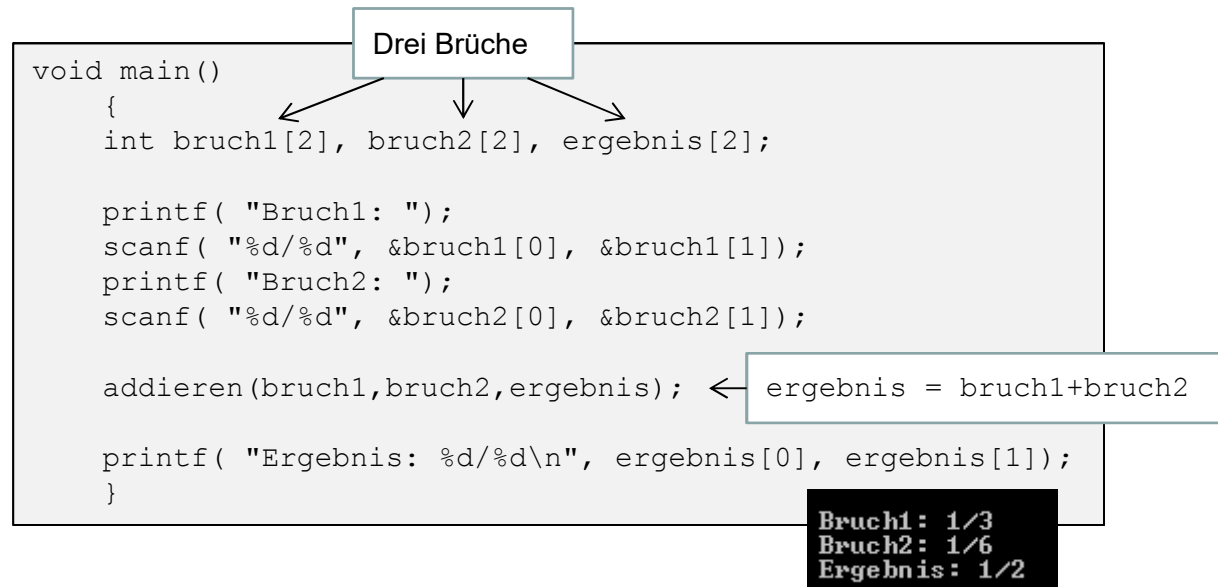 Drei Brüche
void main()
{
int bruch1[2], bruch2[2], ergebnis[2];
printf( "Bruch1: ");
scanf( "%d/%d", &bruch1[0], &bruch1[1]);
printf( "Bruch2: ");
scanf( "%d/%d", &bruch2[0], &bruch2[1]);
addieren(bruch1,bruch2,ergebnis);
ergebnis = bruch1+bruch2
printf( "Ergebnis: %d/%d\n", ergebnis[0], ergebnis[1]);
}
Bruch1: 1/3
Bruch2: 1/6
Ergebnis: 1/2